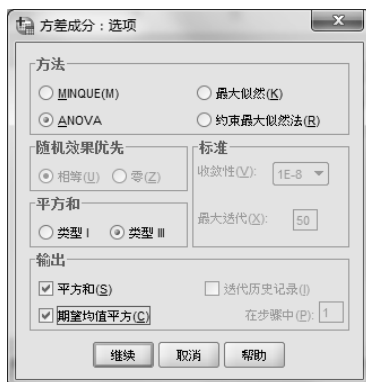 方差成分：选项
方法
MINQUE(M)
最大似然(K)
ANOVA
约束最大似然法(R)
随机效果优先
相等(U)
零(Z)
标准
收敛性(V):
1E-8
最大迭代(X):
50
平方和
类型 I
类型 III
输出
平方和(S)
迭代历史记录(I)
期望均值平方(C)
在步骤中(P):
1
继续
取消
帮助